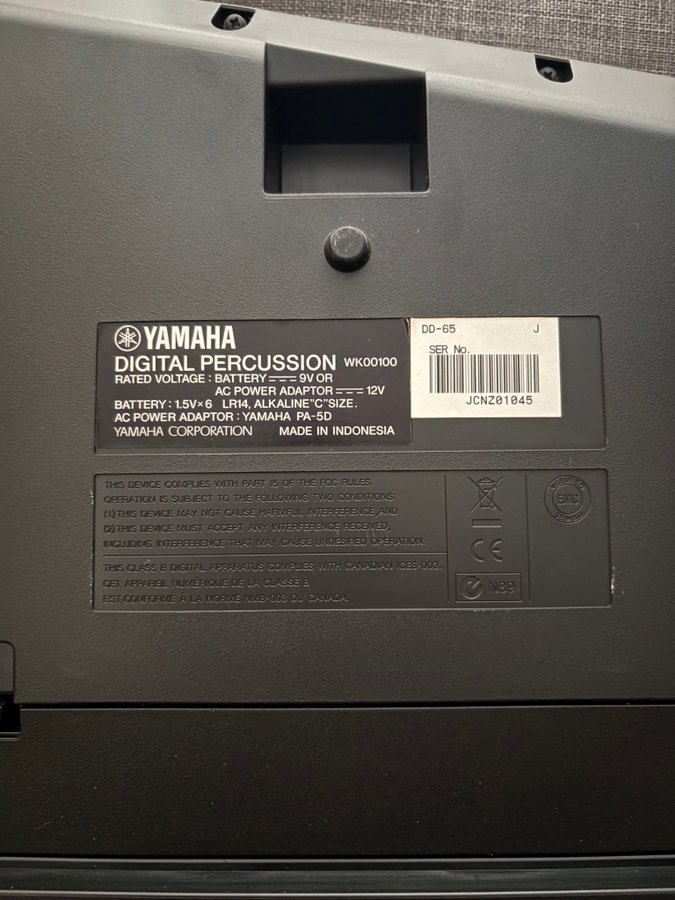 YAMAHA
DIGITAL PERCUSSION WK00100
RATED VOLTAGE : BATTERY 9V OR
AC POWER ADAPTOR 12V
BATTERY : 1.5V×6 LR14, ALKALINE"C"SIZE.
AC POWER ADAPTOR : YAMAHA PA-5D
YAMAHA CORPORATION MADE IN INDONESIA
DD-65 J
SER No.
JCNZ01045
THIS DEVICE COMPLIES WITH PART 15 OF THE FCC RULES.
OPERATION IS SUBJECT TO THE FOLLOWING TWO CONDITIONS:
(1) THIS DEVICE MAY NOT CAUSE HARMFUL INTERFERENCE, AND
(2) THIS DEVICE MUST ACCEPT ANY INTERFERENCE RECEIVED,
INCLUDING INTERFERENCE THAT MAY CAUSE UNDESIRED OPERATION.
THIS CLASS B DIGITAL APPARATUS COMPLIES WITH CANADIAN ICES-003.
CET APPAREIL NUMÉRIQUE DE LA CLASSE B
EST CONFORME À LA NORME NMB-003 DU CANADA.
CE
N89
EMC